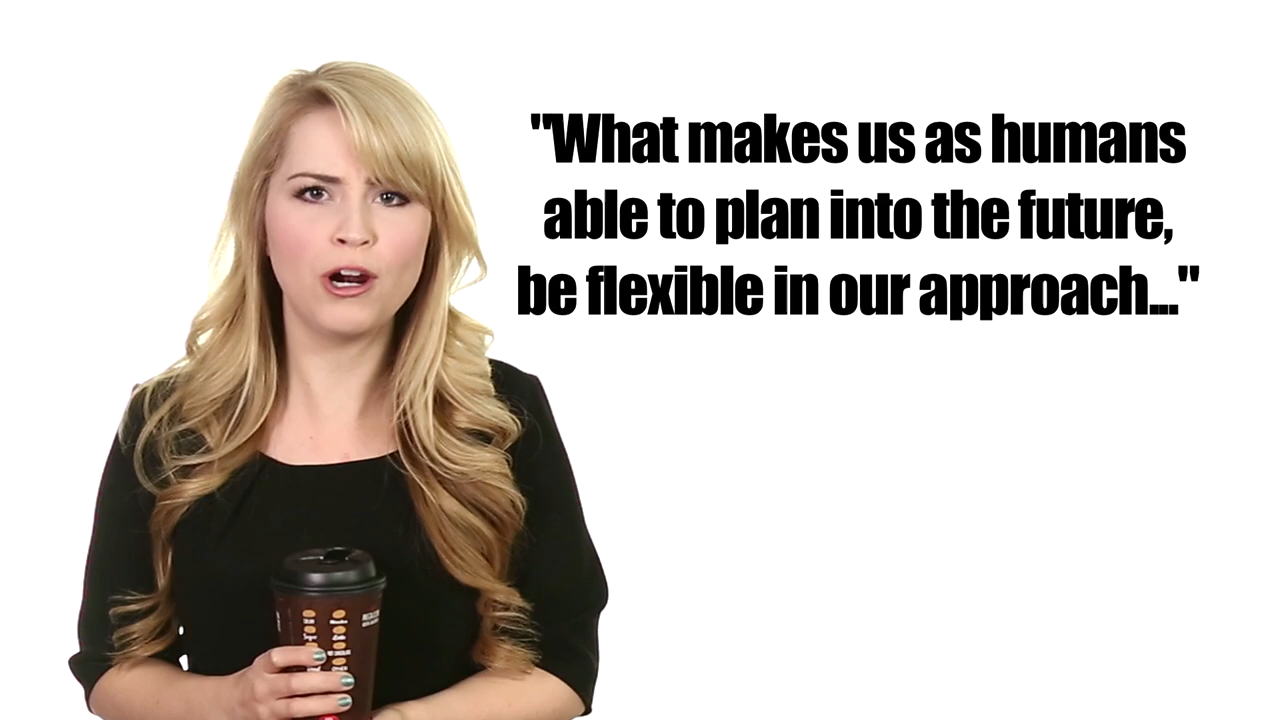 "What makes us as humans
able to plan into the future,
be flexible in our approach..."